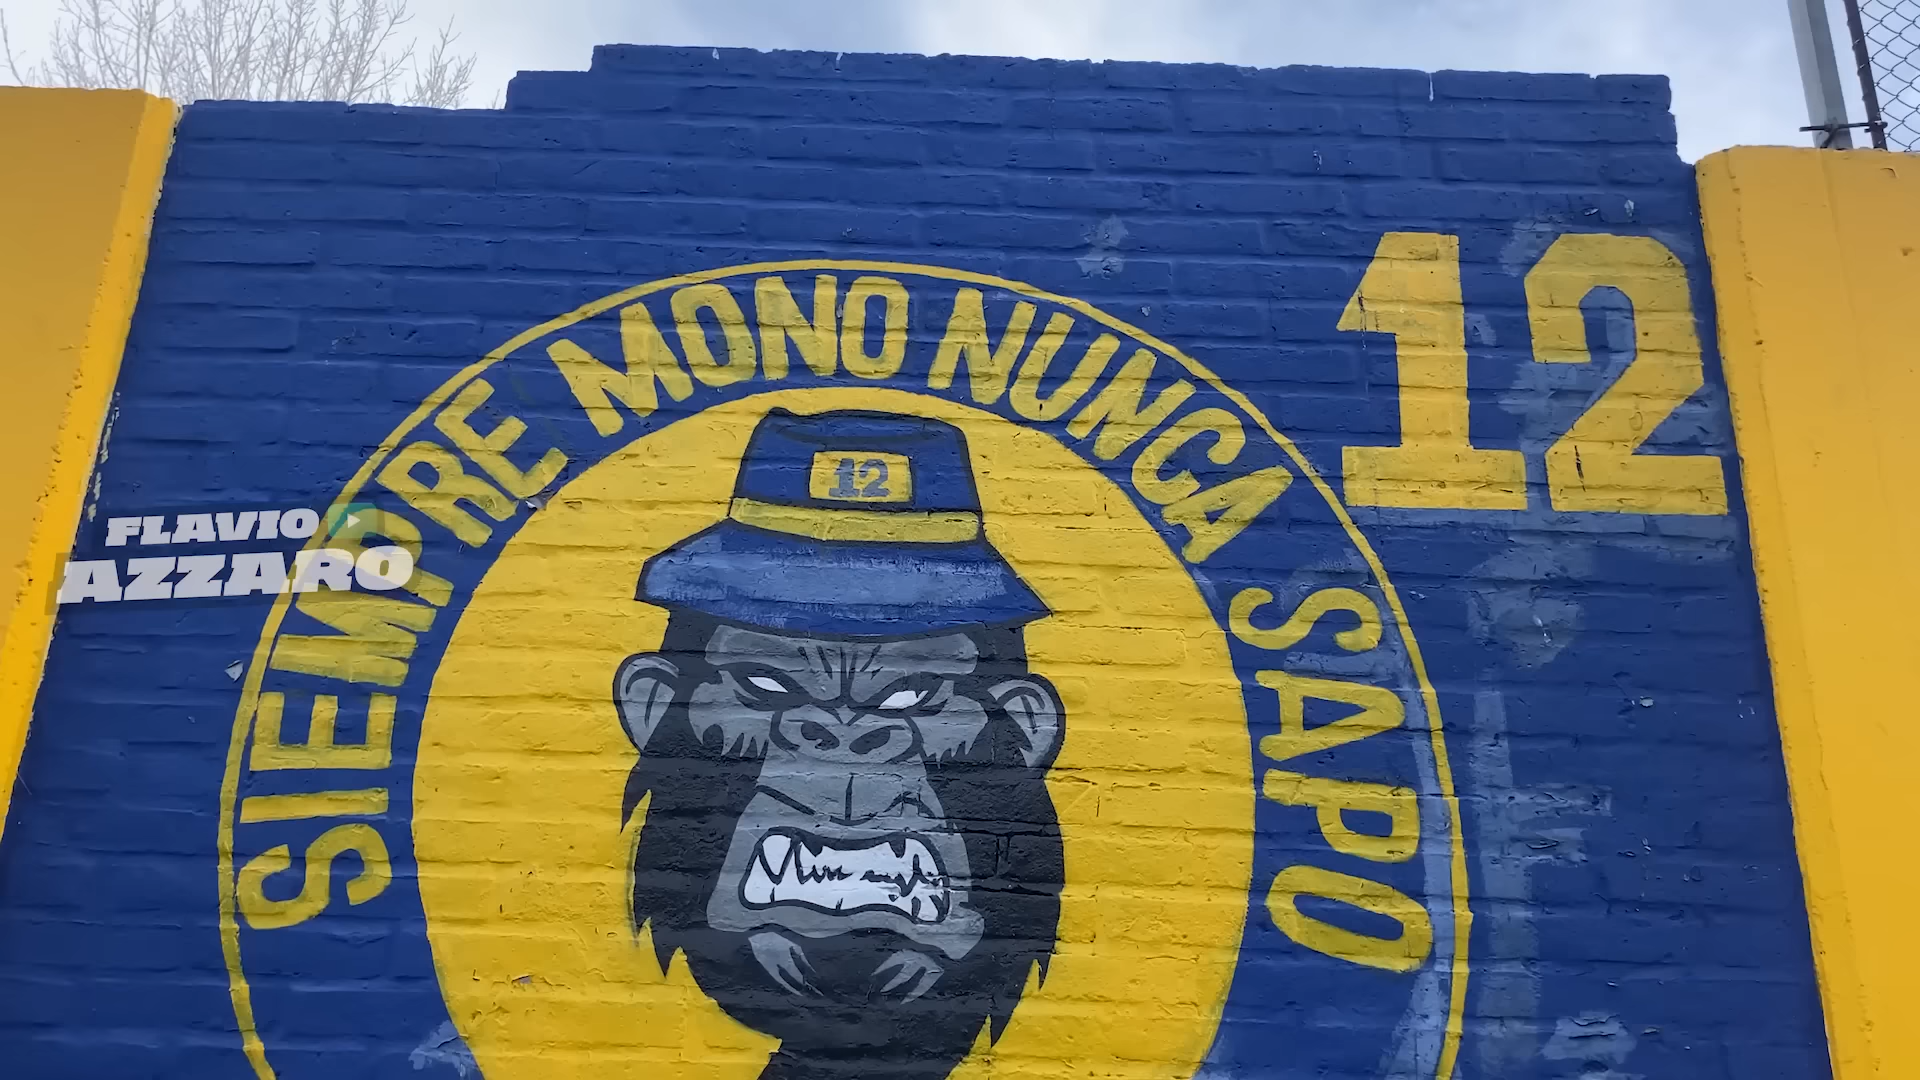 SIEMPRE MONO NUNCA SAPO
12
12
FLAVIO
AZZARO